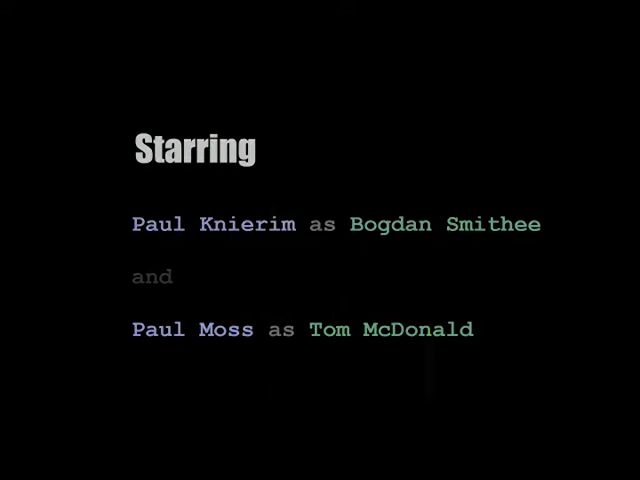 Starring
Paul Knierim as Bogdan Smithee
and
Paul Moss as Tom McDonald